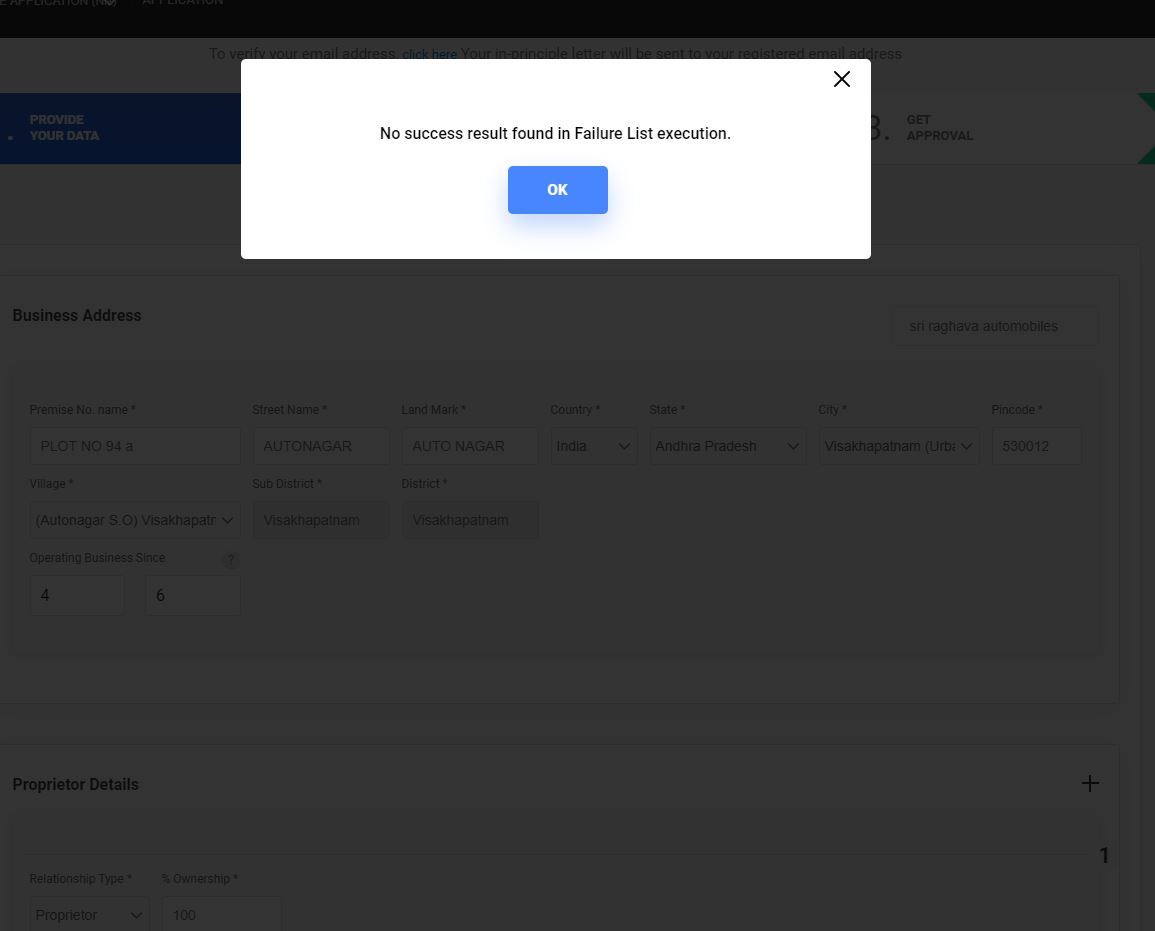 APPLICATION
To verify your email address, click here Your in-principle letter will be sent to your registered email address
PROVIDE
YOUR DATA
3.
GET
APPROVAL
No success result found in Failure List execution.
OK
Business Address
sri raghava automobiles
Premise No. name * Street Name * Land Mark * Country * State * City * Pincode *
PLOT NO 94 a AUTONAGAR AUTO NAGAR India Andhra Pradesh Visakhapatnam (Urba 530012
Village * Sub District * District *
(Autonagar S.O) Visakhapatn Visakhapatnam Visakhapatnam
Operating Business Since ?
4 6
Proprietor Details
1
Relationship Type * % Ownership *
Proprietor 100